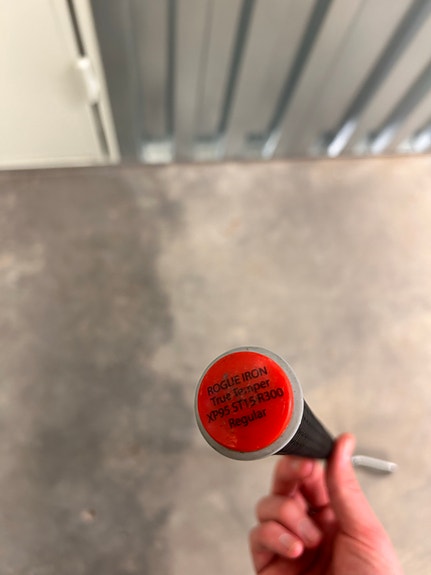 ROGUE IRON
True Temper
XP95 ST15 R300
Regular